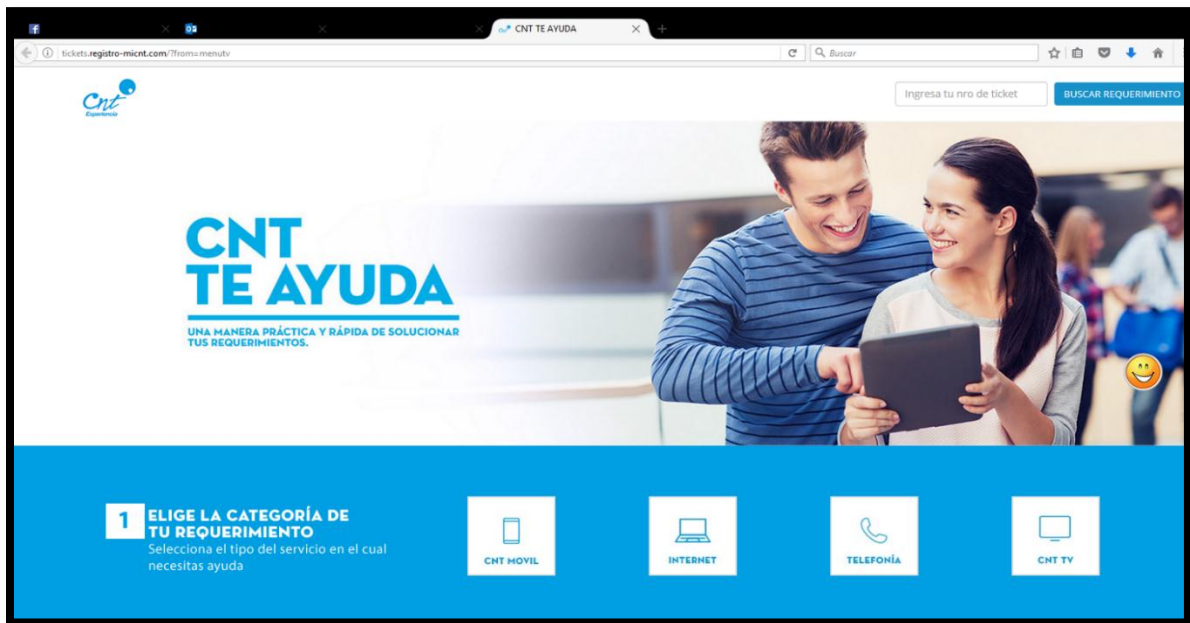 CNT TE AYUDA
tickets.registro-micnt.com/?from=menutv
Buscar
Cnt
Experiencia
Ingresa tu nro de ticket
BUSCAR REQUERIMIENTO
CNT
TE AYUDA
UNA MANERA PRÁCTICA Y RÁPIDA DE SOLUCIONAR
TUS REQUERIMIENTOS.
1
ELIGE LA CATEGORÍA DE
TU REQUERIMIENTO
Selecciona el tipo del servicio en el cual
necesitas ayuda
CNT MOVIL
INTERNET
TELEFONÍA
CNT TV